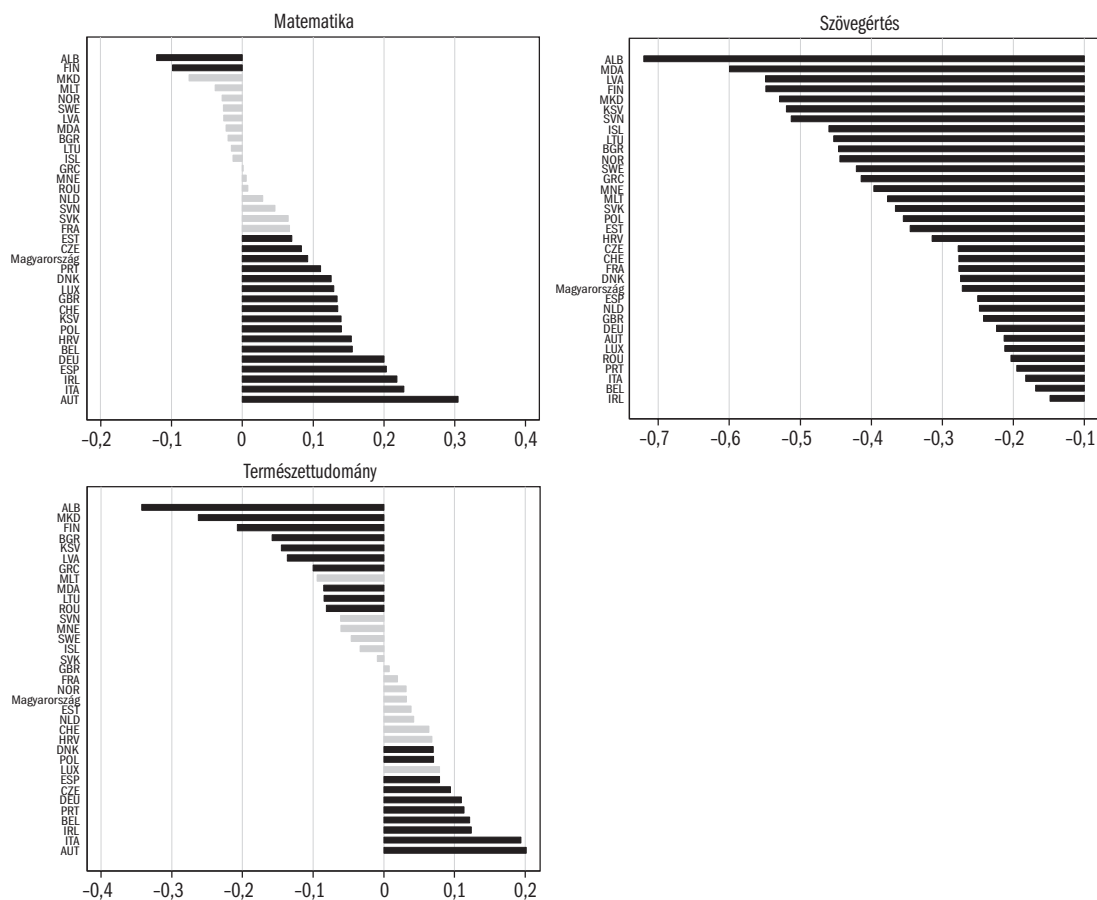 Matematika
ALB
FIN
MKD
MLT
NOR
SWE
LVA
MDA
BGR
LTU
ISL
GRC
MNE
ROU
NLD
SVN
SVK
FRA
EST
CZE
Magyarország
PRT
DNK
LUX
GBR
CHE
KSV
POL
HRV
BEL
DEU
ESP
IRL
ITA
AUT
–0,2 –0,1 0 0,1 0,2 0,3 0,4
Szövegértés
ALB
MDA
LVA
FIN
MKD
KSV
SVN
ISL
LTU
BGR
NOR
SWE
GRC
MNE
MLT
SVK
POL
EST
HRV
CZE
CHE
FRA
DNK
Magyarország
ESP
NLD
GBR
DEU
AUT
LUX
ROU
PRT
ITA
BEL
IRL
–0,7 –0,6 –0,5 –0,4 –0,3 –0,2 –0,1
Természettudomány
ALB
MKD
FIN
BGR
KSV
LVA
GRC
MLT
MDA
LTU
ROU
SVN
MNE
SWE
ISL
SVK
GBR
FRA
NOR
Magyarország
EST
NLD
CHE
HRV
DNK
POL
LUX
ESP
CZE
DEU
PRT
BEL
IRL
ITA
AUT
–0,4 –0,3 –0,2 –0,1 0 0,1 0,2